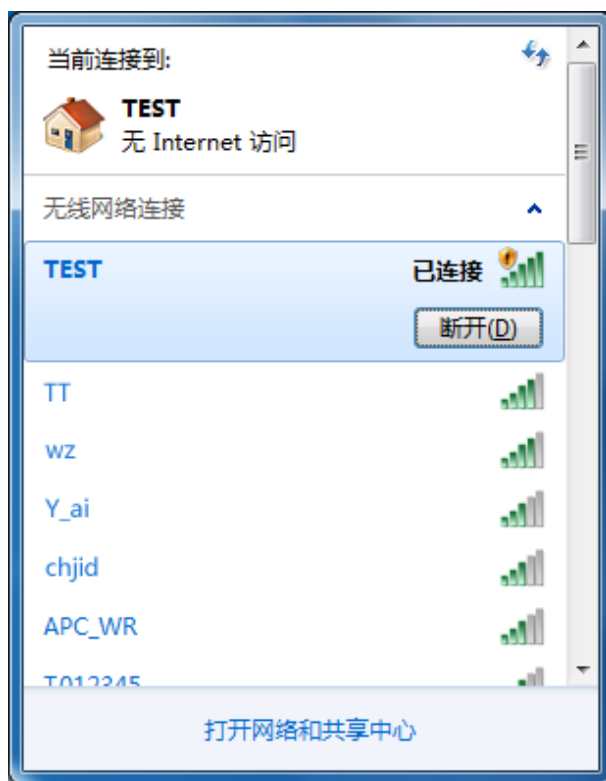 当前连接到:
TEST
无 Internet 访问
无线网络连接
TEST 已连接
断开(D)
TT
wz
Y_ai
chjid
APC_WR
T012345
打开网络和共享中心